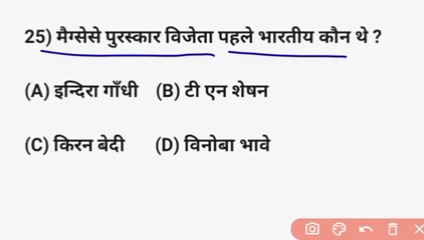 25) मैग्सेसे पुरस्कार विजेता पहले भारतीय कौन थे ?
(A) इन्दिरा गाँधी (B) टी एन शेषन
(C) किरन बेदी (D) विनोबा भावे